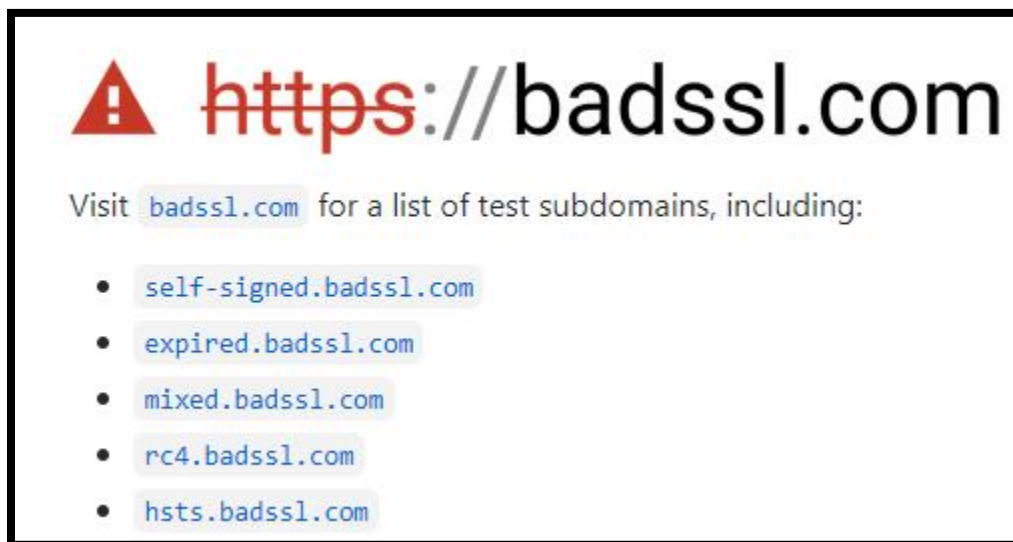 https://badssl.com
Visit badssl.com for a list of test subdomains, including:
• self-signed.badssl.com
• expired.badssl.com
• mixed.badssl.com
• rc4.badssl.com
• hsts.badssl.com